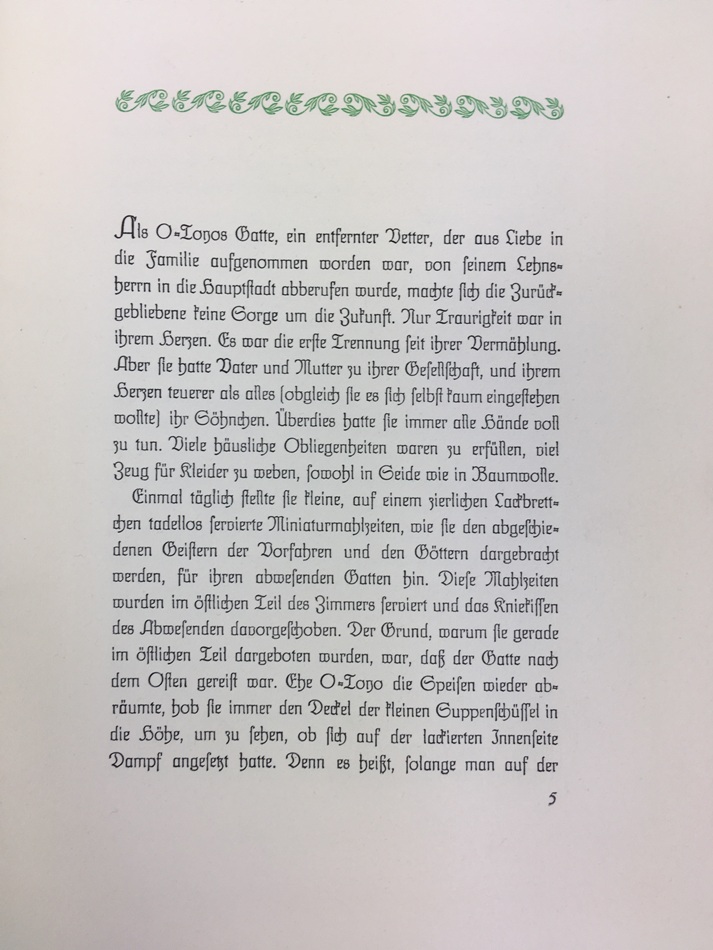 Als O-Toyos Gatte, ein entfernter Vetter, der aus Liebe in
die Familie aufgenommen worden war, von seinem Lehns-
herrn in die Hauptstadt abberufen wurde, machte sich die Zurück-
gebliebene keine Sorge um die Zukunft. Nur Traurigkeit war in
ihrem Herzen. Es war die erste Trennung seit ihrer Vermählung.
Aber sie hatte Vater und Mutter zu ihrer Gesellschaft, und ihrem
Herzen teuerer als alles (obgleich sie es sich selbst kaum eingestehen
wollte) ihr Söhnchen. Überdies hatte sie immer alle Hände voll
zu tun. Viele häusliche Obliegenheiten waren zu erfüllen, viel
Zeug für Kleider zu weben, sowohl in Seide wie in Baumwolle.
Einmal täglich stellte sie kleine, auf einem zierlichen Lackbrett-
chen tadellos servierte Miniaturmahlzeiten, wie sie den abgeschie-
denen Geistern der Vorfahren und den Göttern dargebracht
werden, für ihren abwesenden Gatten hin. Diese Mahlzeiten
wurden im östlichen Teil des Zimmers serviert und das Kniekissen
des Abwesenden davorgeschoben. Der Grund, warum sie gerade
im östlichen Teil dargeboten wurden, war, daß der Gatte nach
dem Osten gereist war. Ehe O-Toyo die Speisen wieder ab-
räumte, hob sie immer den Deckel der kleinen Suppenschüssel in
die Höhe, um zu sehen, ob sich auf der lackierten Innenseite
Dampf angesetzt hatte. Denn es heißt, solange man auf der
5